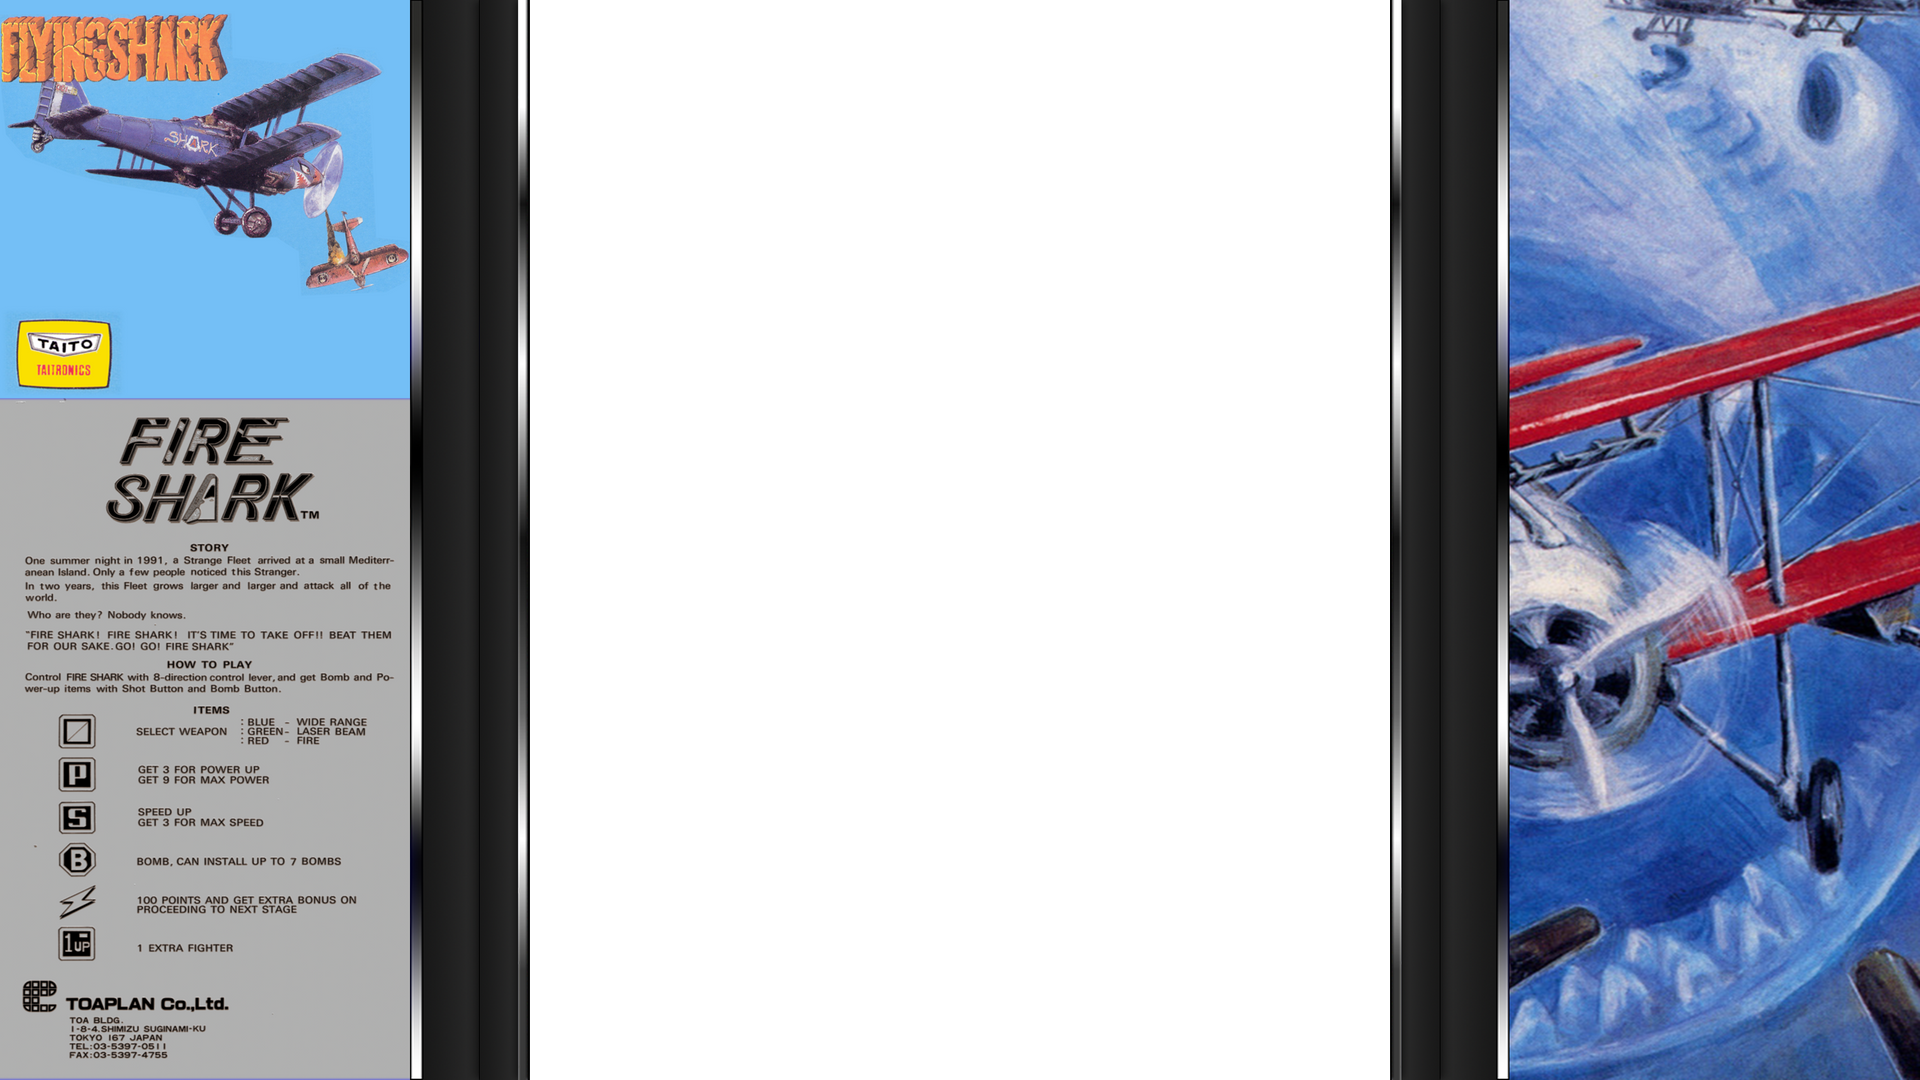 FLYING SHARK
SHARK
TAITO
TAITRONICS
FIRE
SHARK™
STORY
One summer night in 1991, a Strange Fleet arrived at a small Mediterr-
anean Island. Only a few people noticed this Stranger.
In two years, this Fleet grows larger and larger and attack all of the
world.
Who are they? Nobody knows.
"FIRE SHARK! FIRE SHARK! IT'S TIME TO TAKE OFF!! BEAT THEM
FOR OUR SAKE. GO! GO! FIRE SHARK"
HOW TO PLAY
Control FIRE SHARK with 8-direction control lever, and get Bomb and Po-
wer-up items with Shot Button and Bomb Button.
ITEMS
SELECT WEAPON : BLUE - WIDE RANGE
: GREEN - LASER BEAM
: RED - FIRE
P GET 3 FOR POWER UP
GET 9 FOR MAX POWER
S SPEED UP
GET 3 FOR MAX SPEED
B BOMB, CAN INSTALL UP TO 7 BOMBS
100 POINTS AND GET EXTRA BONUS ON
PROCEEDING TO NEXT STAGE
1UP 1 EXTRA FIGHTER
TOAPLAN Co.,Ltd.
TOA BLDG.
1-8-4.SHIMIZU SUGINAMI-KU
TOKYO 167 JAPAN
TEL:03-5397-0511
FAX:03-5397-4755